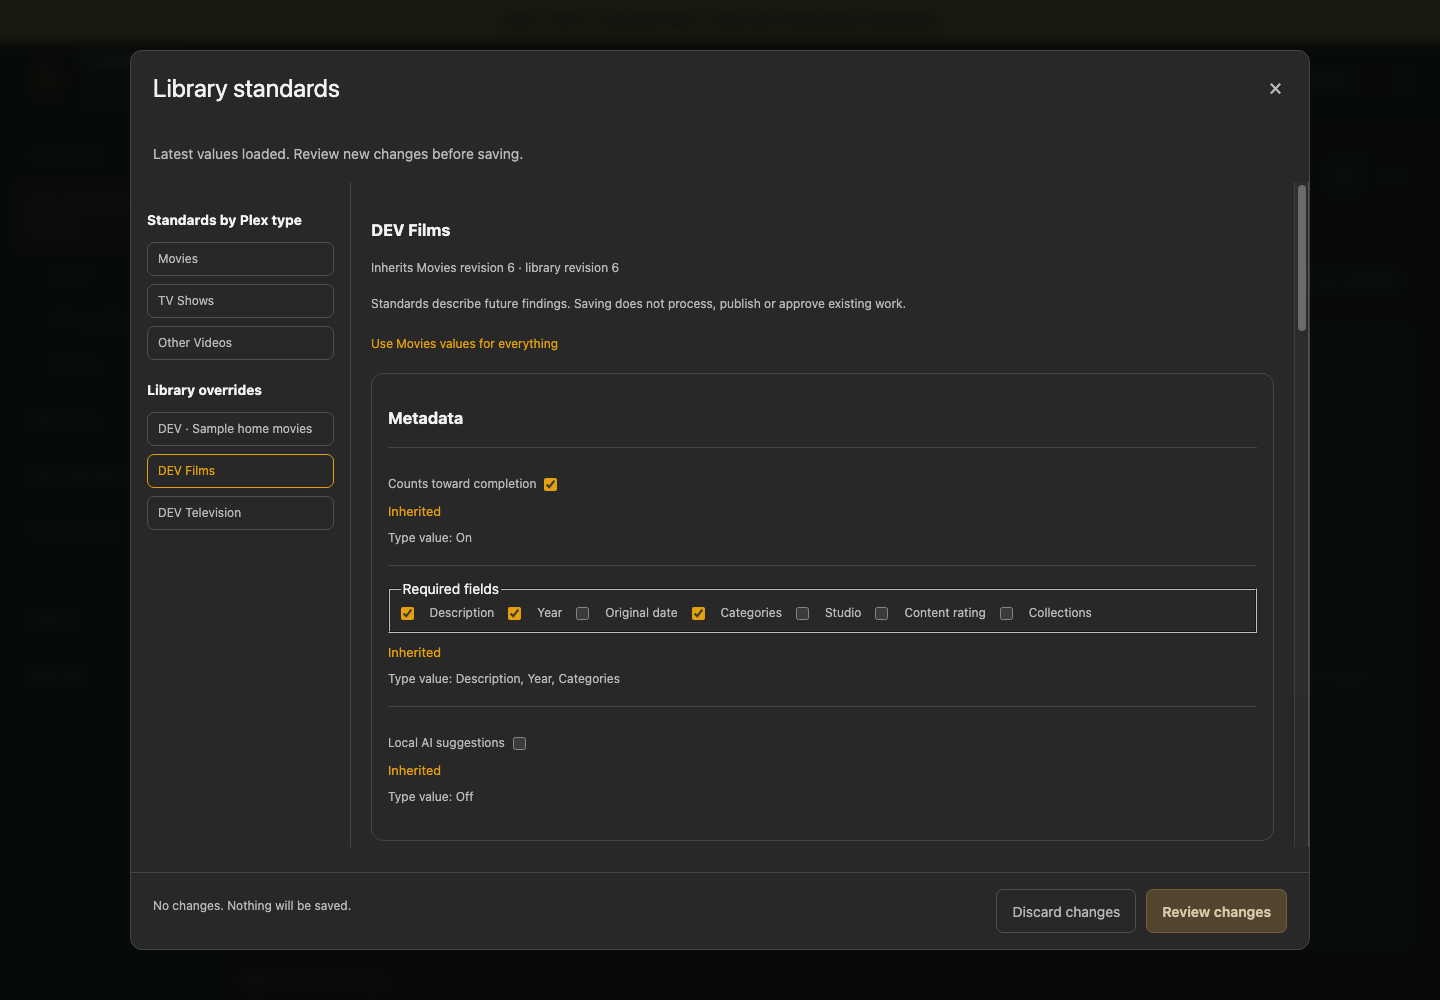 Library standards
×
Latest values loaded. Review new changes before saving.
Standards by Plex type
Movies
TV Shows
Other Videos
Library overrides
DEV · Sample home movies
DEV Films
DEV Television
DEV Films
Inherits Movies revision 6 · library revision 6
Standards describe future findings. Saving does not process, publish or approve existing work.
Use Movies values for everything
Metadata
Counts toward completion
Inherited
Type value: On
Required fields
Description Year Original date Categories Studio Content rating Collections
Inherited
Type value: Description, Year, Categories
Local AI suggestions
Inherited
Type value: Off
No changes. Nothing will be saved.
Discard changes
Review changes